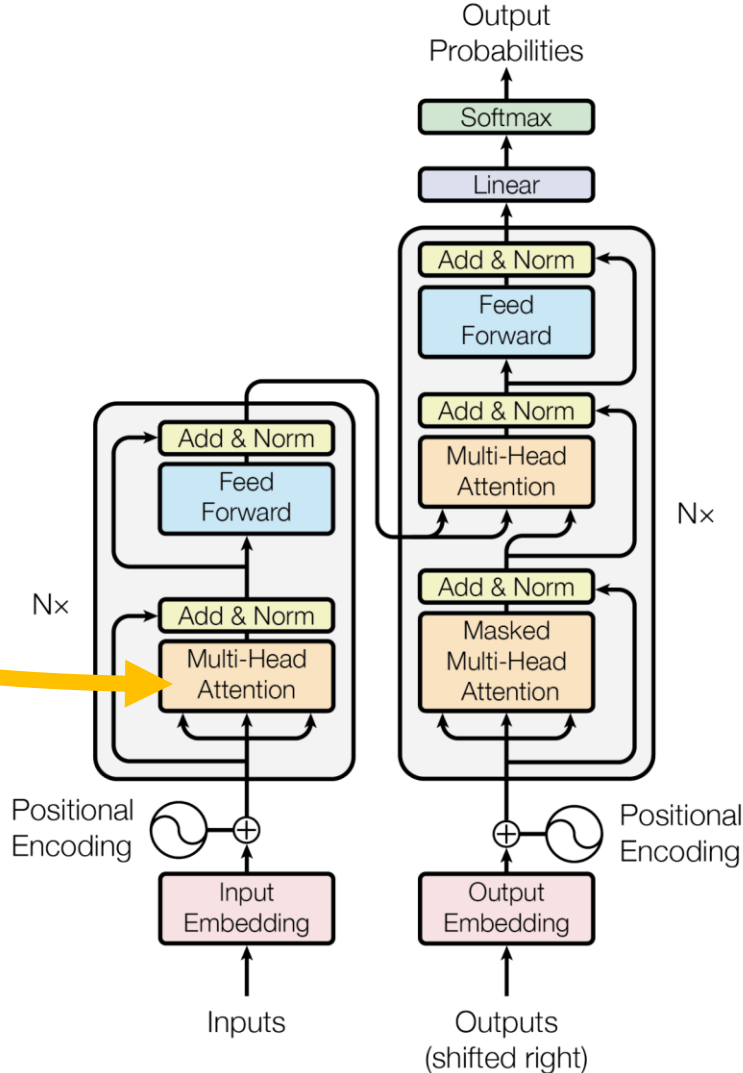 Output
Probabilities
Softmax
Linear
Add & Norm
Feed
Forward
Add & Norm
Multi-Head
Attention
Nx
Add & Norm
Masked
Multi-Head
Attention
Add & Norm
Feed
Forward
Nx
Add & Norm
Multi-Head
Attention
Positional
Encoding
Positional
Encoding
Input
Embedding
Output
Embedding
Inputs
Outputs
(shifted right)